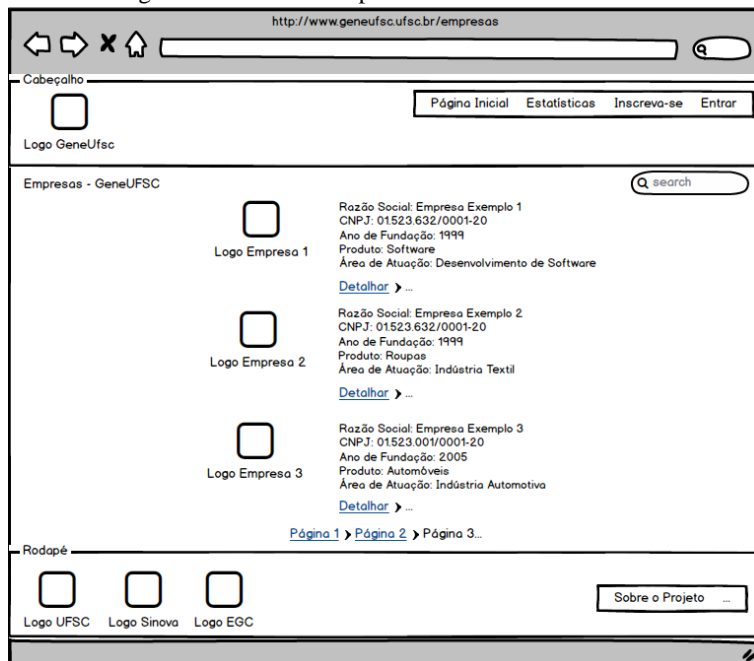 http://www.geneufsc.ufsc.br/empresas
Cabeçalho
Página Inicial Estatísticas Inscreva-se Entrar
Logo GeneUfsc
Empresas - GeneUFSC
search
Razão Social: Empresa Exemplo 1
CNPJ: 01.523.632/0001-20
Ano de Fundação: 1999
Produto: Software
Área de Atuação: Desenvolvimento de Software
Logo Empresa 1
Detalhar > ...
Razão Social: Empresa Exemplo 2
CNPJ: 01.523.632/0001-20
Ano de Fundação: 1999
Produto: Roupas
Área de Atuação: Indústria Textil
Logo Empresa 2
Detalhar > ...
Razão Social: Empresa Exemplo 3
CNPJ: 01.523.001/0001-20
Ano de Fundação: 2005
Produto: Automóveis
Área de Atuação: Indústria Automotiva
Logo Empresa 3
Detalhar > ...
Página 1 > Página 2 > Página 3...
Rodapé
Sobre o Projeto ...
Logo UFSC Logo Sinova Logo EGC